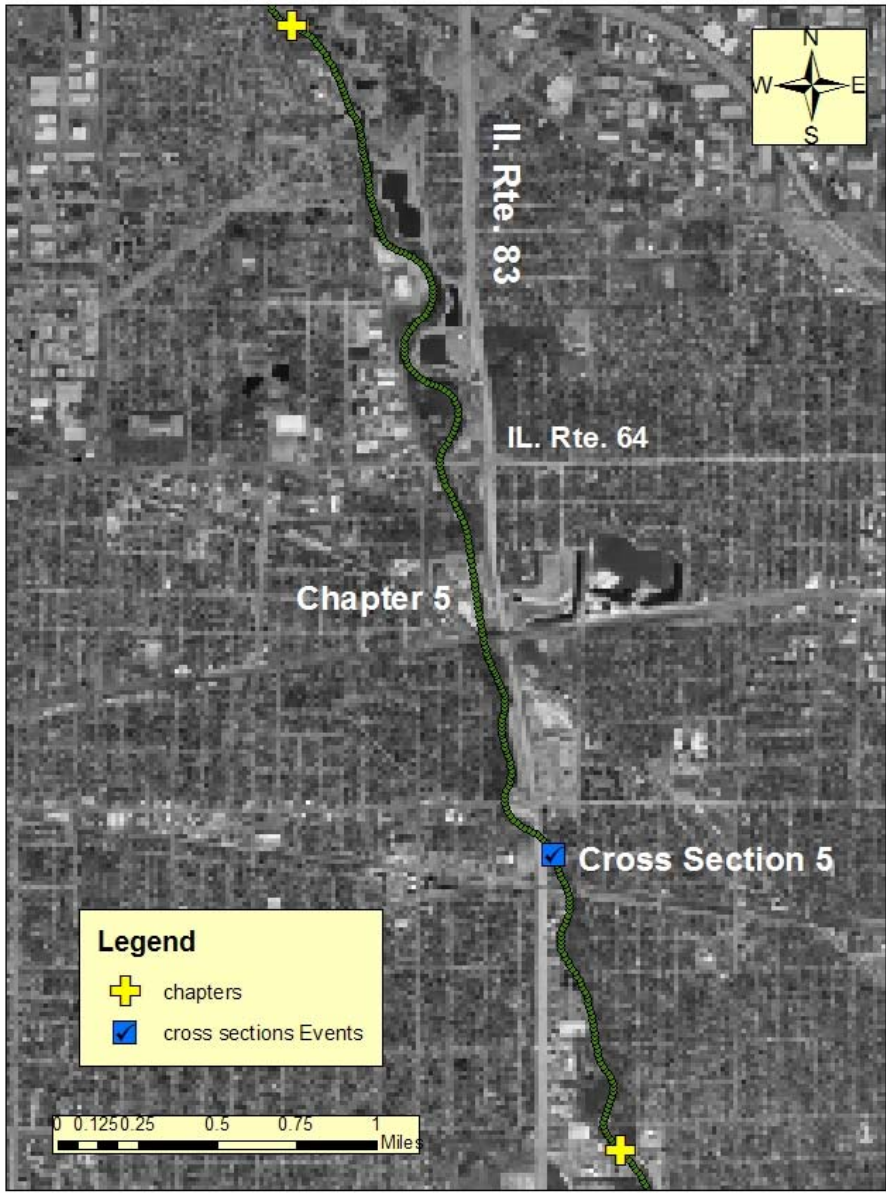 N
W E
S
Il. Rte. 83
IL. Rte. 64
Chapter 5
Cross Section 5
Legend
chapters
cross sections Events
0 0.125 0.25 0.5 0.75 1
Miles